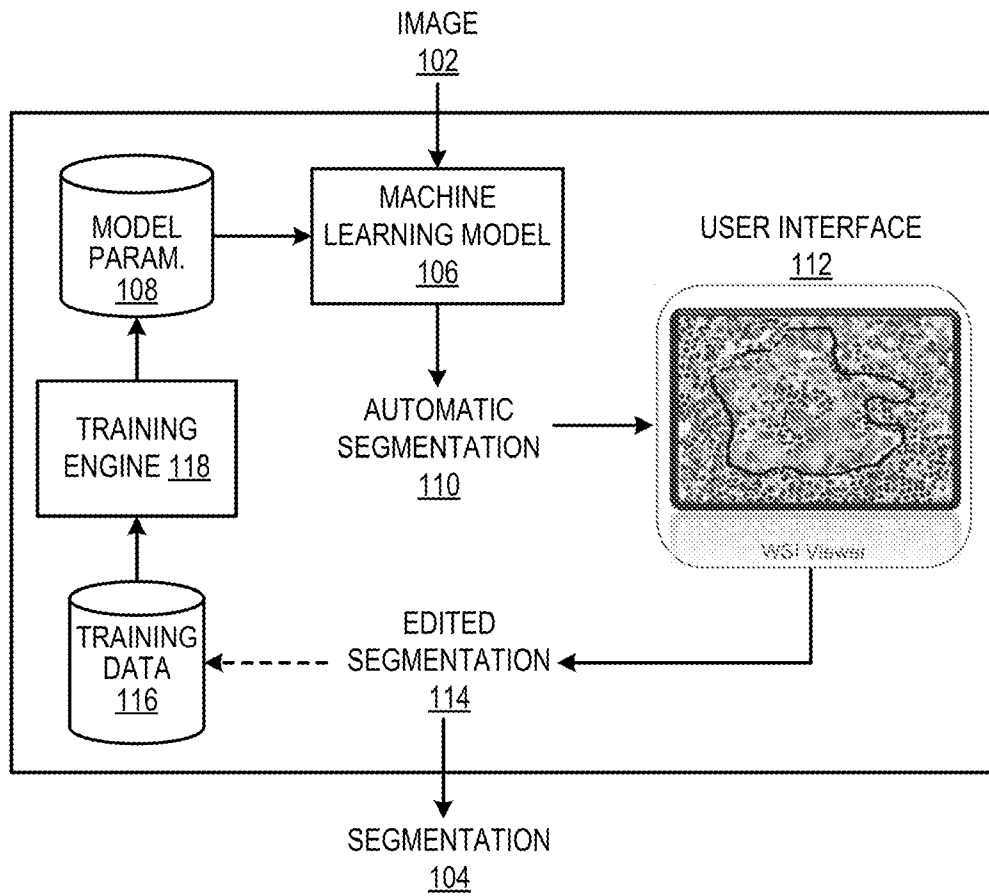 IMAGE
102
MACHINE
LEARNING MODEL
106
MODEL
PARAM.
108
USER INTERFACE
112
TRAINING
ENGINE 118
AUTOMATIC
SEGMENTATION
110
WSI Viewer
TRAINING
DATA
116
EDITED
SEGMENTATION
114
SEGMENTATION
104